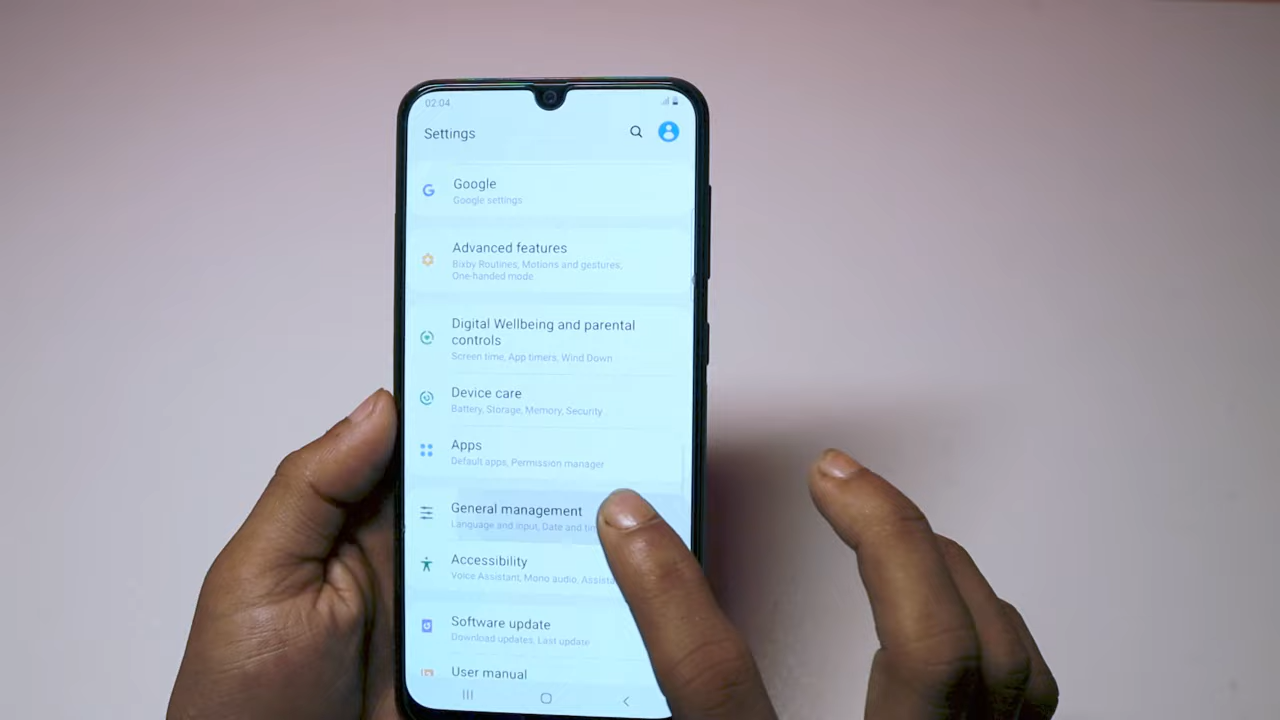 02:04
Settings
Google
Google settings
Advanced features
Bixby Routines, Motions and gestures,
One-handed mode
Digital Wellbeing and parental
controls
Screen time, App timers, Wind Down
Device care
Battery, Storage, Memory, Security
Apps
Default apps, Permission manager
General management
Language and input, Date and
Accessibility
Voice Assistant, Mono audio,
Software update
Download updates, Last update
User manual